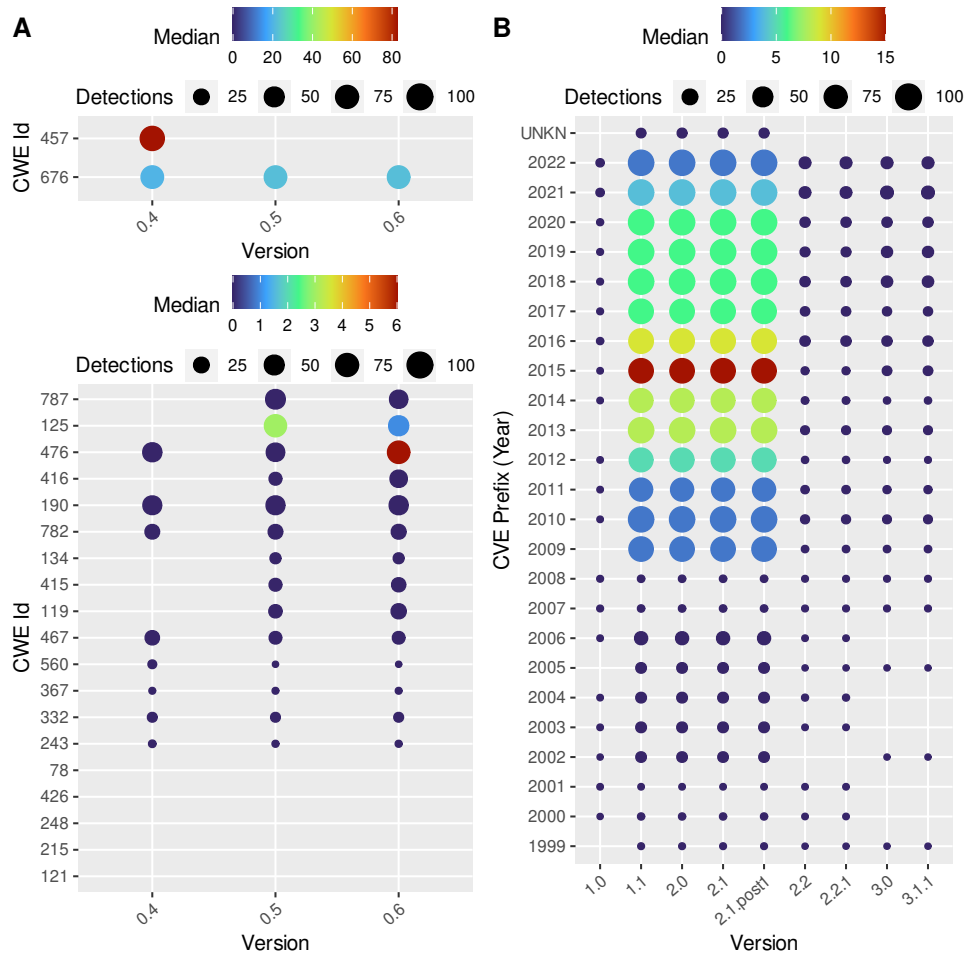 A
Median
0 20 40 60 80
Detections 25 50 75 100
CWE Id
457
676
0.4 0.5 0.6
Version
Median
0 1 2 3 4 5 6
Detections 25 50 75 100
CWE Id
787
125
476
416
190
782
134
415
119
467
560
367
332
243
78
426
248
215
121
0.4 0.5 0.6
Version
B
Median
0 5 10 15
Detections 25 50 75 100
CVE Prefix (Year)
UNKN
2022
2021
2020
2019
2018
2017
2016
2015
2014
2013
2012
2011
2010
2009
2008
2007
2006
2005
2004
2003
2002
2001
2000
1999
1.0 1.1 2.0 2.1 2.1.post1 2.2 2.2.1 3.0 3.1.1
Version